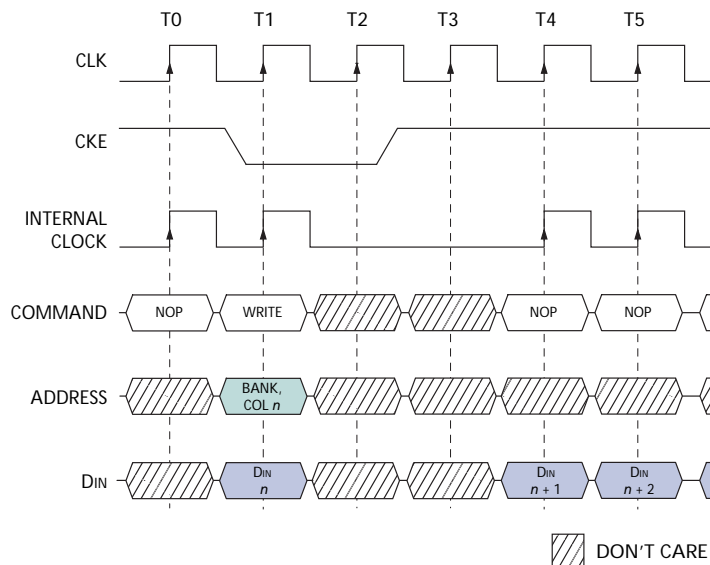 T0 T1 T2 T3 T4 T5
CLK
CKE
INTERNAL
CLOCK
COMMAND NOP WRITE NOP NOP
ADDRESS BANK,
COL n
DIN DIN
n DIN
n + 1 DIN
n + 2
DON'T CARE